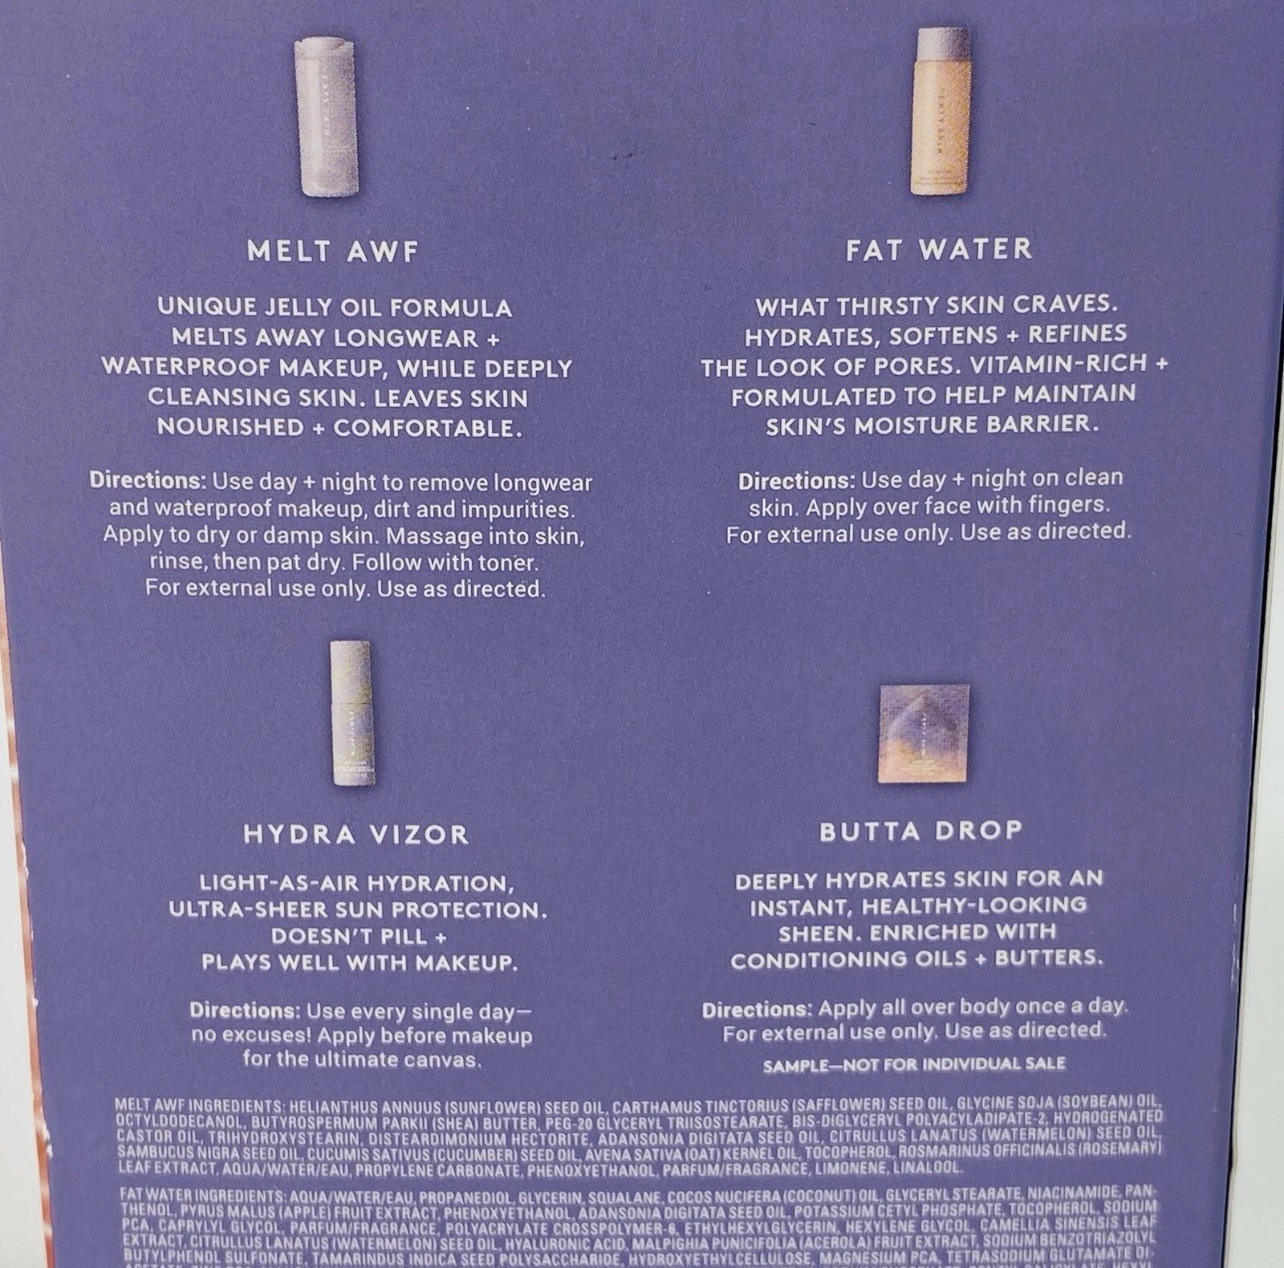 MELT AWF
UNIQUE JELLY OIL FORMULA
MELTS AWAY LONGWEAR +
WATERPROOF MAKEUP, WHILE DEEPLY
CLEANSING SKIN. LEAVES SKIN
NOURISHED + COMFORTABLE.
Directions: Use day + night to remove longwear
and waterproof makeup, dirt and impurities.
Apply to dry or damp skin. Massage into skin,
rinse, then pat dry. Follow with toner.
For external use only. Use as directed.
FAT WATER
WHAT THIRSTY SKIN CRAVES.
HYDRATES, SOFTENS + REFINES
THE LOOK OF PORES. VITAMIN-RICH +
FORMULATED TO HELP MAINTAIN
SKIN'S MOISTURE BARRIER.
Directions: Use day + night on clean
skin. Apply over face with fingers.
For external use only. Use as directed.
HYDRA VIZOR
LIGHT-AS-AIR HYDRATION,
ULTRA-SHEER SUN PROTECTION.
DOESN'T PILL +
PLAYS WELL WITH MAKEUP.
Directions: Use every single day—
no excuses! Apply before makeup
for the ultimate canvas.
BUTTA DROP
DEEPLY HYDRATES SKIN FOR AN
INSTANT, HEALTHY-LOOKING
SHEEN. ENRICHED WITH
CONDITIONING OILS + BUTTERS.
Directions: Apply all over body once a day.
For external use only. Use as directed.
SAMPLE—NOT FOR INDIVIDUAL SALE
MELT AWF INGREDIENTS: HELIANTHUS ANNUUS (SUNFLOWER) SEED OIL, CARTHAMUS TINCTORIUS (SAFFLOWER) SEED OIL, GLYCINE SOJA (SOYBEAN) OIL,
OCTYLDODECANOL, BUTYROSPERMUM PARKII (SHEA) BUTTER, PEG-20 GLYCERYL TRIISOSTEARATE, BIS-DIGLYCERYL POLYACYLADIPATE-2, HYDROGENATED
CASTOR OIL, TRIHYDROXYSTEARIN, DISTEARDIMONIUM HECTORITE, ADANSONIA DIGITATA SEED OIL, CITRULLUS LANATUS (WATERMELON) SEED OIL,
SAMBUCUS NIGRA SEED OIL, CUCUMIS SATIVUS (CUCUMBER) SEED OIL, AVENA SATIVA (OAT) KERNEL OIL, TOCOPHEROL, ROSMARINUS OFFICINALIS (ROSEMARY)
LEAF EXTRACT, AQUA/WATER/EAU, PROPYLENE CARBONATE, PHENOXYETHANOL, PARFUM/FRAGRANCE, LIMONENE, LINALOOL.
FAT WATER INGREDIENTS: AQUA/WATER/EAU, PROPANEDIOL, GLYCERIN, SQUALANE, COCOS NUCIFERA (COCONUT) OIL, GLYCERYL STEARATE, NIACINAMIDE, PAN-
THENOL, PYRUS MALUS (APPLE) FRUIT EXTRACT, PHENOXYETHANOL, ADANSONIA DIGITATA SEED OIL, POTASSIUM CETYL PHOSPHATE, TOCOPHEROL, SODIUM
PCA, CAPRYLYL GLYCOL, PARFUM/FRAGRANCE, POLYACRYLATE CROSSPOLYMER-6, ETHYLHEXYLGLYCERIN, HEXYLENE GLYCOL, CAMELLIA SINENSIS LEAF
EXTRACT, CITRULLUS LANATUS (WATERMELON) SEED OIL, HYALURONIC ACID, MALPIGHIA PUNICIFOLIA (ACEROLA) FRUIT EXTRACT, SODIUM BENZOTRIAZOLYL
BUTYLPHENOL SULFONATE, TAMARINDUS INDICA SEED POLYSACCHARIDE, HYDROXYETHYLCELLULOSE, MAGNESIUM PCA, TETRASODIUM GLUTAMATE DI-